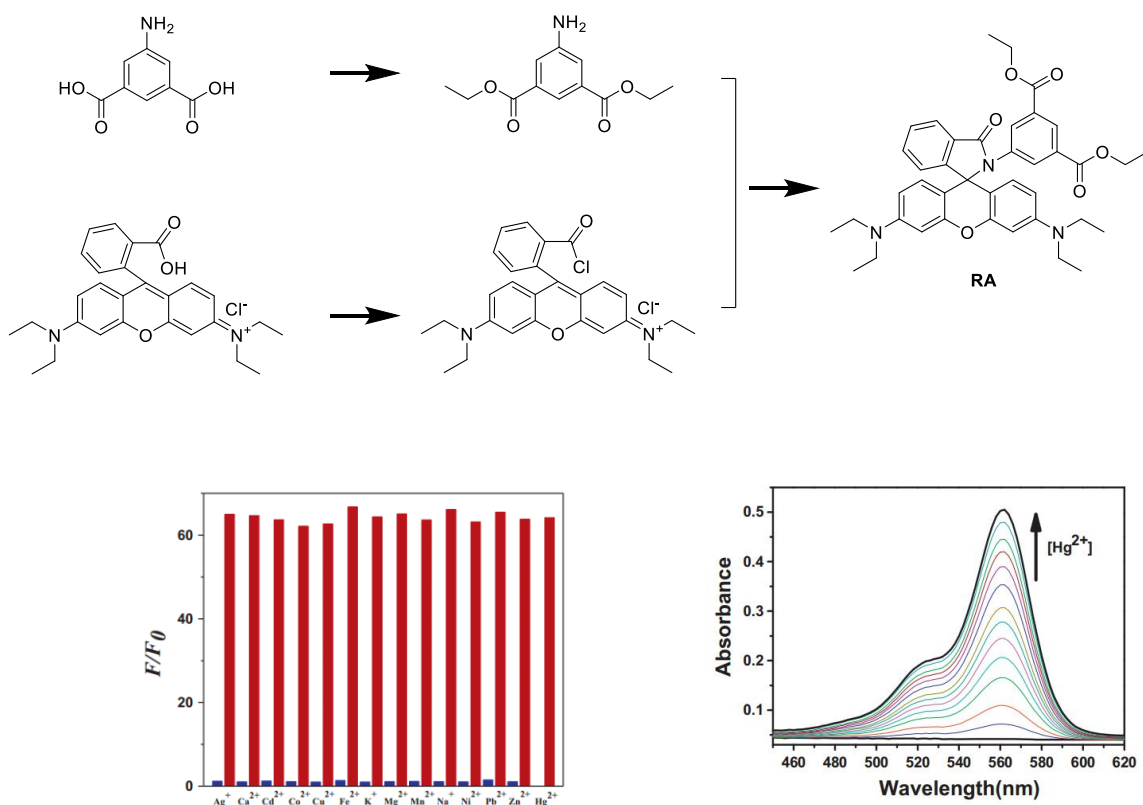 NH₂
NH₂
HO
OH
O
O
O
O
O
O
O
O
O
N
O
O
N
O
N
RA
O
OH
Cl⁻
N
O
N⁺
O
Cl
Cl⁻
N
O
N⁺
F/F0
60
40
20
0
Ag⁺ Ca²⁺ Cd²⁺ Co²⁺ Cu²⁺ Fe²⁺ K⁺ Mg²⁺ Mn²⁺ Na⁺ Ni²⁺ Pb²⁺ Zn²⁺ Hg²⁺
Absorbance
0.5
0.4
0.3
0.2
0.1
[Hg²⁺]
460 480 500 520 540 560 580 600 620
Wavelength(nm)